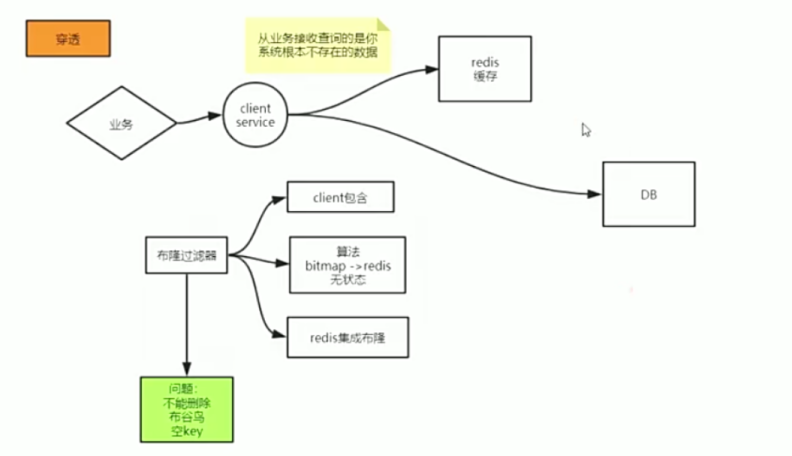 穿透
从业务接收查询的是你
系统根本不存在的数据
redis
缓存
client
service
业务
DB
client包含
布隆过滤器
算法
bitmap ->redis
无状态
redis集成布隆
问题：
不能删除
布谷鸟
空key